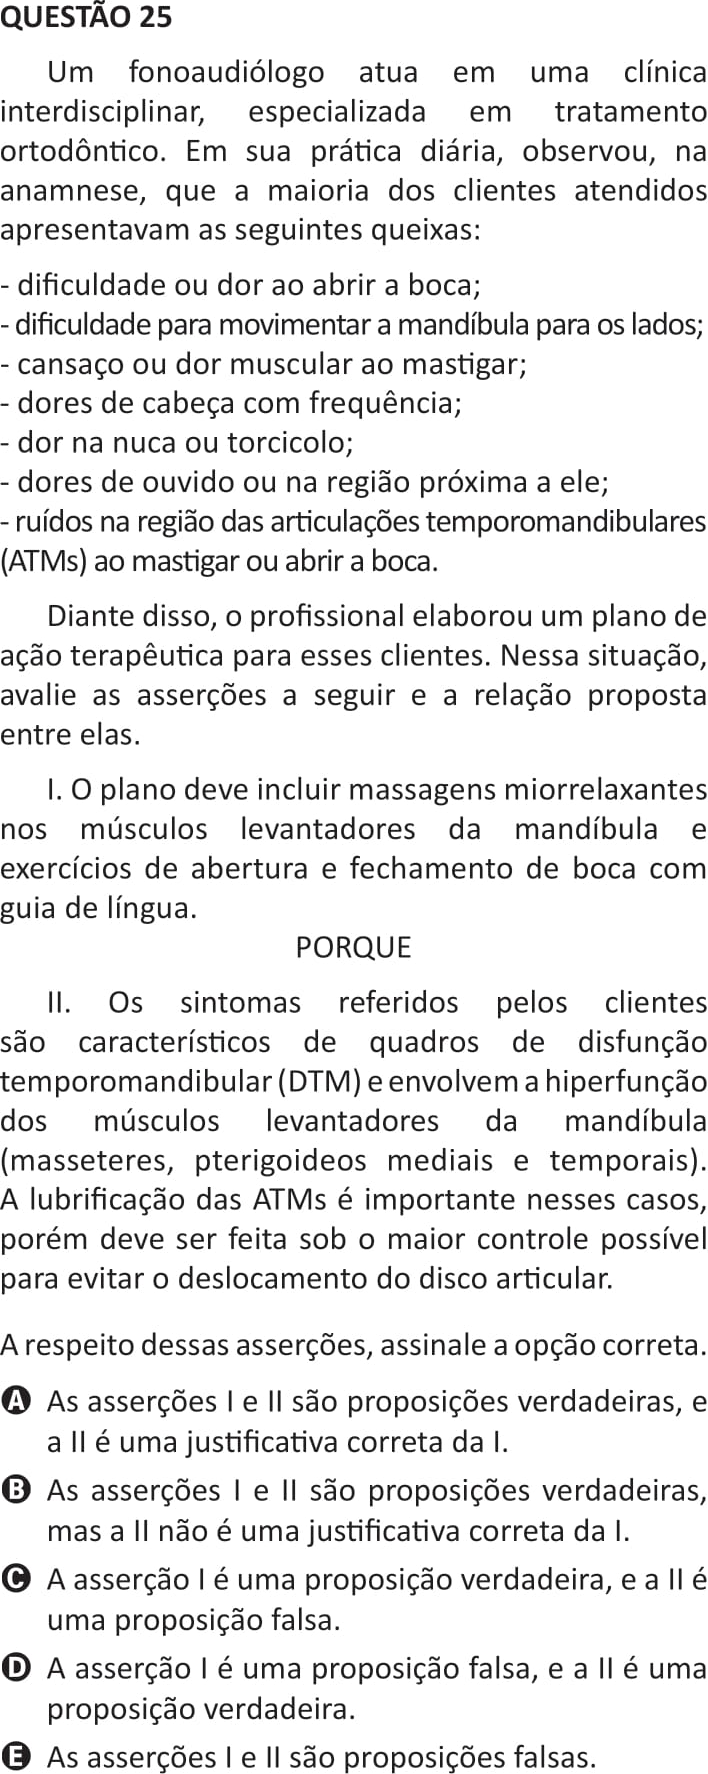 QUESTÃO 25
Um fonoaudiólogo atua em uma clínica
interdisciplinar, especializada em tratamento
ortodôntico. Em sua prática diária, observou, na
anamnese, que a maioria dos clientes atendidos
apresentavam as seguintes queixas:
- dificuldade ou dor ao abrir a boca;
- dificuldade para movimentar a mandíbula para os lados;
- cansaço ou dor muscular ao mastigar;
- dores de cabeça com frequência;
- dor na nuca ou torcicolo;
- dores de ouvido ou na região próxima a ele;
- ruídos na região das articulações temporomandibulares
(ATMs) ao mastigar ou abrir a boca.
Diante disso, o profissional elaborou um plano de
ação terapêutica para esses clientes. Nessa situação,
avalie as asserções a seguir e a relação proposta
entre elas.
I. O plano deve incluir massagens miorrelaxantes
nos músculos levantadores da mandíbula e
exercícios de abertura e fechamento de boca com
guia de língua.
PORQUE
II. Os sintomas referidos pelos clientes
são característicos de quadros de disfunção
temporomandibular (DTM) e envolvem a hiperfunção
dos músculos levantadores da mandíbula
(masseteres, pterigoideos mediais e temporais).
A lubrificação das ATMs é importante nesses casos,
porém deve ser feita sob o maior controle possível
para evitar o deslocamento do disco articular.
A respeito dessas asserções, assinale a opção correta.
A As asserções I e II são proposições verdadeiras, e
a II é uma justificativa correta da I.
B As asserções I e II são proposições verdadeiras,
mas a II não é uma justificativa correta da I.
C A asserção I é uma proposição verdadeira, e a II é
uma proposição falsa.
D A asserção I é uma proposição falsa, e a II é uma
proposição verdadeira.
E As asserções I e II são proposições falsas.